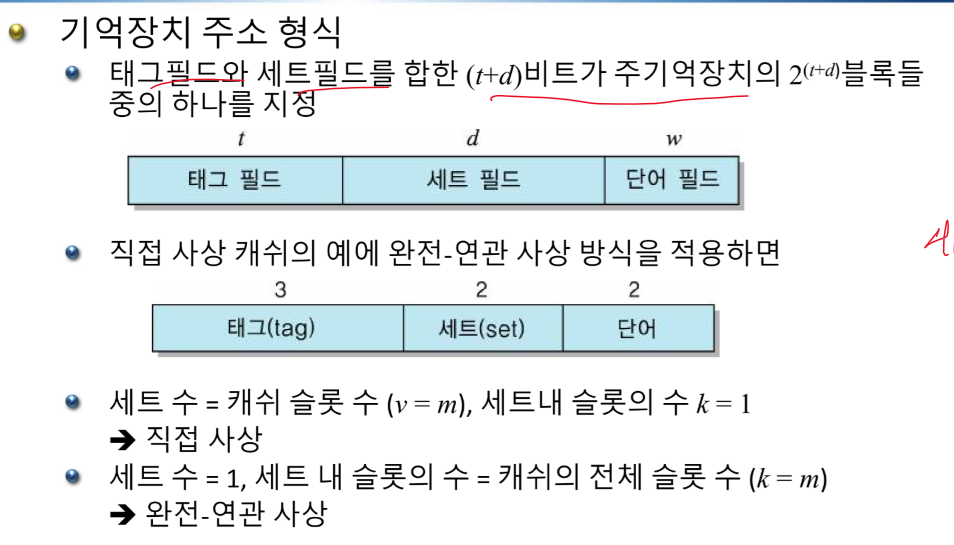 기억장치 주소 형식
태그필드와 세트필드를 합한 (t+d)비트가 주기억장치의 2(t+d)블록들
중의 하나를 지정
t d w
태그 필드 세트 필드 단어 필드
직접 사상 캐쉬의 예에 완전-연관 사상 방식을 적용하면
3 2 2
태그(tag) 세트(set) 단어
세트 수 = 캐쉬 슬롯 수 (v = m), 세트내 슬롯의 수 k = 1
➔ 직접 사상
세트 수 = 1, 세트 내 슬롯의 수 = 캐쉬의 전체 슬롯 수 (k = m)
➔ 완전-연관 사상